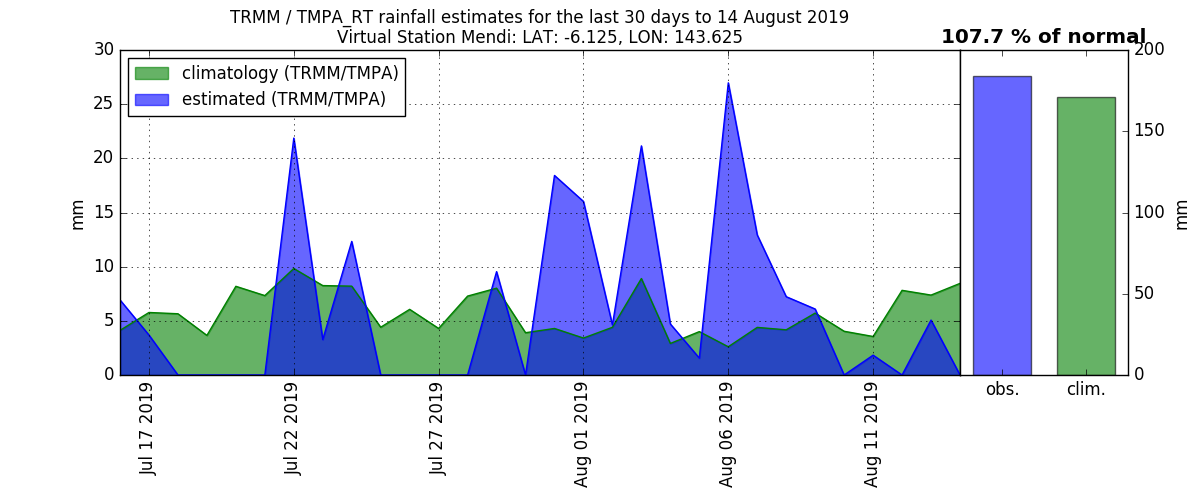 TRMM / TMPA_RT rainfall estimates for the last 30 days to 14 August 2019
Virtual Station Mendi: LAT: -6.125, LON: 143.625
107.7 % of normal
climatology (TRMM/TMPA)
estimated (TRMM/TMPA)
30
25
20
15
10
5
0
mm
Jul 17 2019
Jul 22 2019
Jul 27 2019
Aug 01 2019
Aug 06 2019
Aug 11 2019
obs.
clim.
200
150
100
50
0
mm